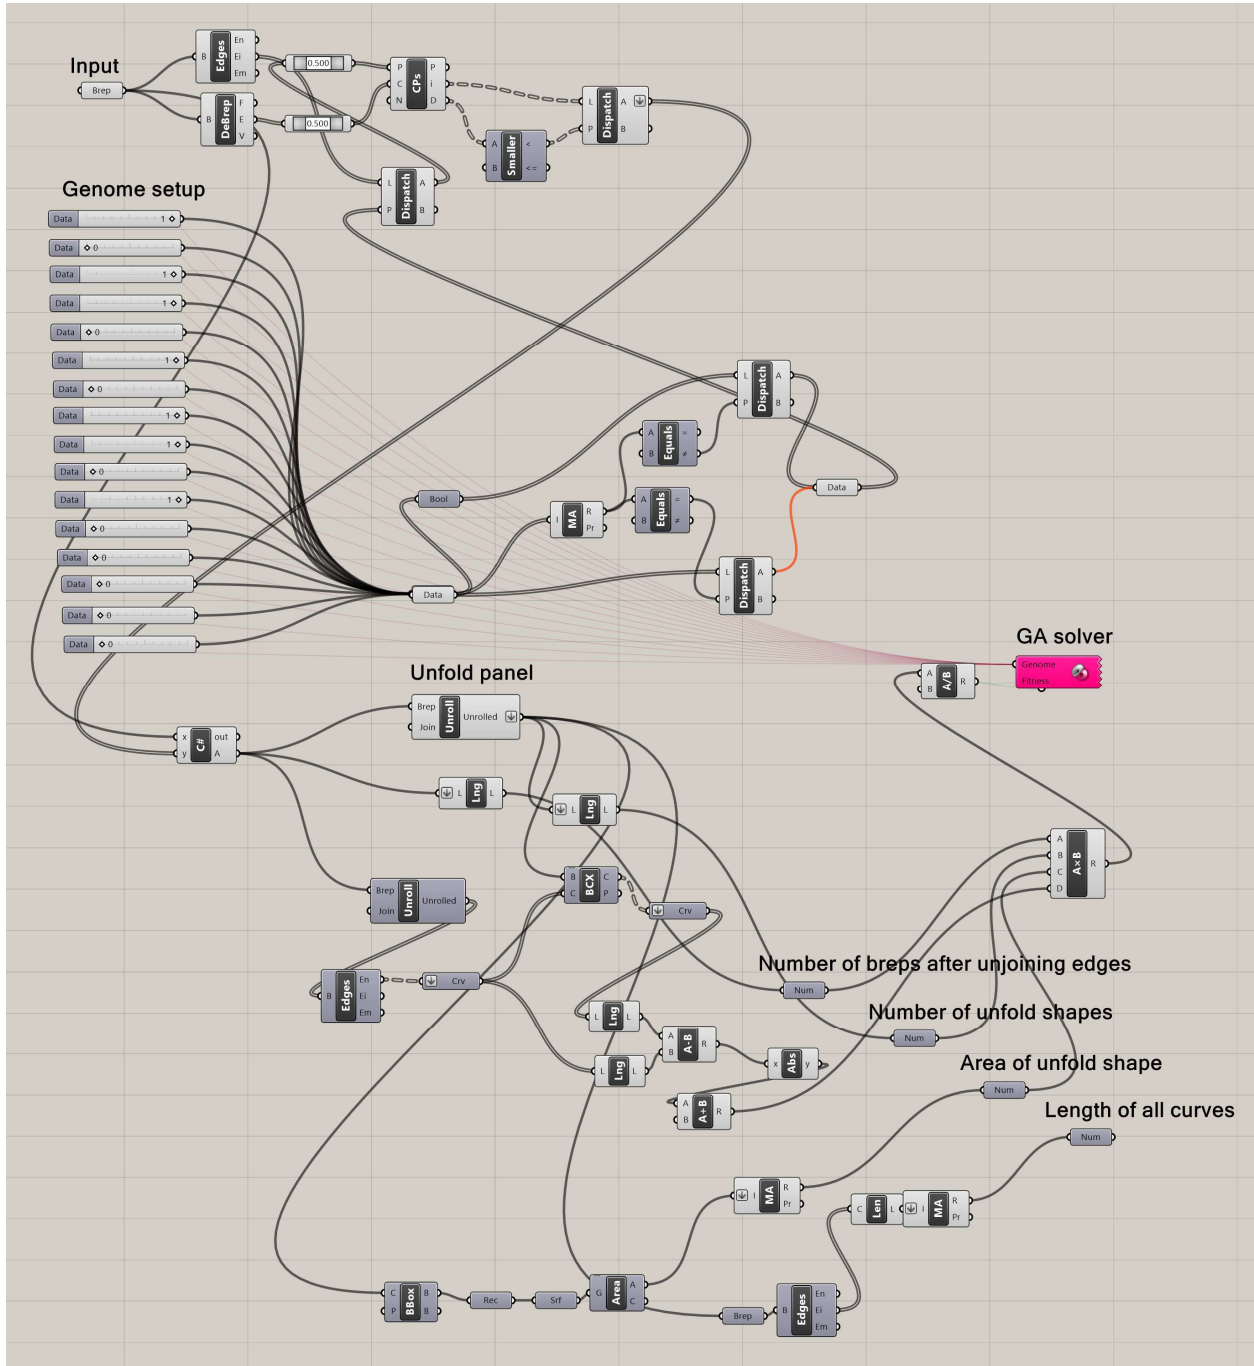 Input
Brep
B Edges En Ei Em
B DeBrep F E V
0.500
0.500
P C N CPs P i D
A B Smaller < <=
L P Dispatch A B
L P Dispatch A B
Genome setup
Data 1
Data 0
Data 1
Data 1
Data 0
Data 1
Data 0
Data 1
Data 1
Data 0
Data 1
Data 0
Data 0
Data 0
Data 0
Data 0
L P Dispatch A B
A B Equals = ≠
Data
Bool
A B Equals = ≠
I MA R Pr
L P Dispatch A B
Data
GA solver
Genome
Fitness
A B A/B R
Unfold panel
Brep Join Unroll Unrolled
x y C# out A
L Lng L
L Lng L
A B C D A×B R
B C BCX C P
Brep Join Unroll Unrolled
Crv
Number of breps after unjoining edges
B Edges En Ei Em
Crv
Num
Number of unfold shapes
L Lng L
A B A-B R
Num
Area of unfold shape
L Lng L
x Abs y
Num
A B A+B R
Length of all curves
Num
I MA R Pr
C Len L
I MA R Pr
C P BBox B B
Rec
Srf
G Area A C
Brep
B Edges En Ei Em